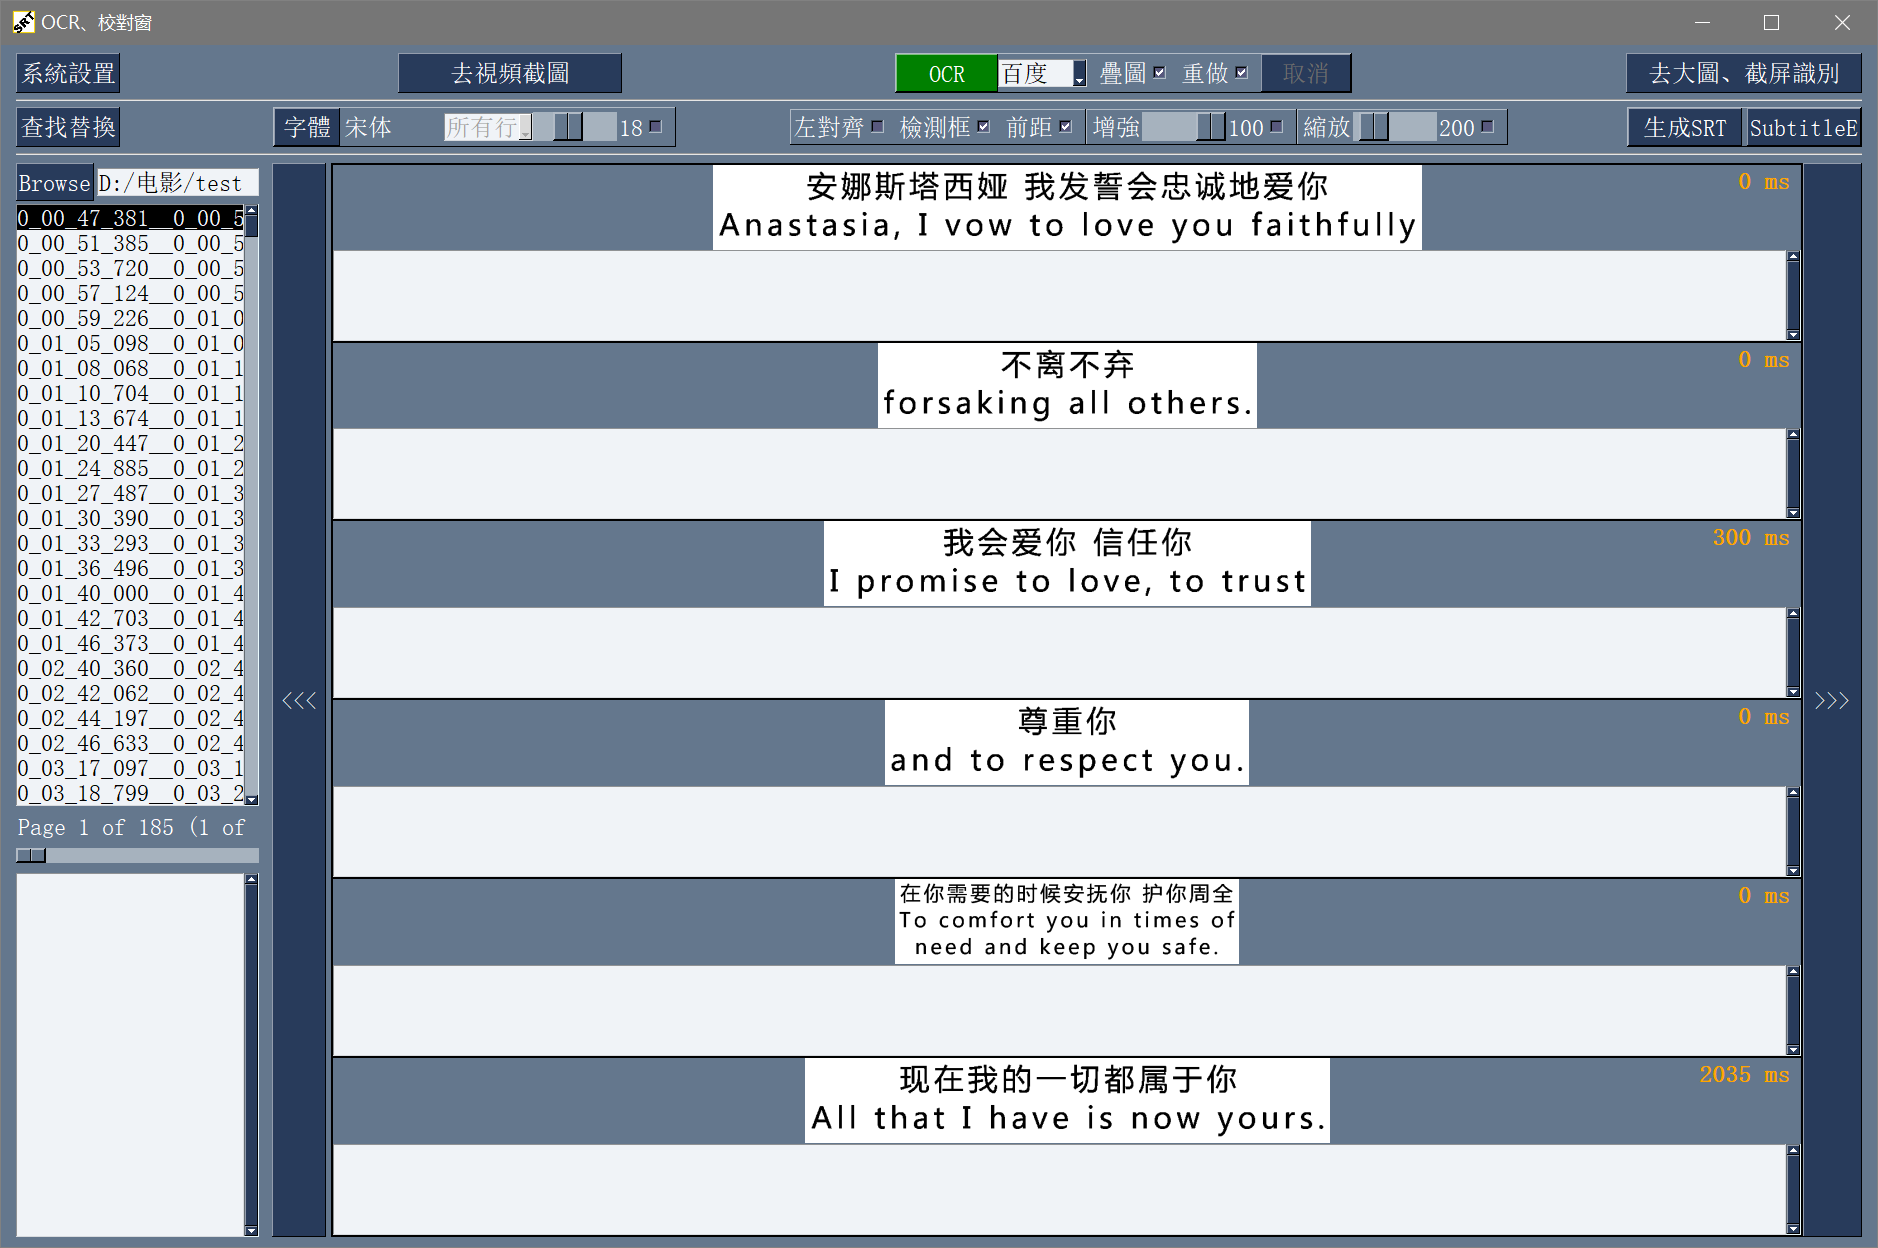 OCR、校對窗
系統設置
去視頻截圖
OCR
百度
疊圖
重做
取消
去大圖、截屏識別
查找替換
字體
宋体
所有行
18
左對齊
檢測框
前距
增強
100
縮放
200
生成SRT
SubtitleE
Browse
D:/电影/test
0_00_47_381__0_00_5
0_00_51_385__0_00_5
0_00_53_720__0_00_5
0_00_57_124__0_00_5
0_00_59_226__0_01_0
0_01_05_098__0_01_0
0_01_08_068__0_01_1
0_01_10_704__0_01_1
0_01_13_674__0_01_1
0_01_20_447__0_01_2
0_01_24_885__0_01_2
0_01_27_487__0_01_3
0_01_30_390__0_01_3
0_01_33_293__0_01_3
0_01_36_496__0_01_3
0_01_40_000__0_01_4
0_01_42_703__0_01_4
0_01_46_373__0_01_4
0_02_40_360__0_02_4
0_02_42_062__0_02_4
0_02_44_197__0_02_4
0_02_46_633__0_02_4
0_03_17_097__0_03_1
0_03_18_799__0_03_2
Page 1 of 185 (1 of
<<<
安娜斯塔西娅 我发誓会忠诚地爱你
Anastasia, I vow to love you faithfully
0 ms
不离不弃
forsaking all others.
0 ms
我会爱你 信任你
I promise to love, to trust
300 ms
尊重你
and to respect you.
0 ms
在你需要的时候安抚你 护你周全
To comfort you in times of
need and keep you safe.
0 ms
现在我的一切都属于你
All that I have is now yours.
2035 ms
>>>